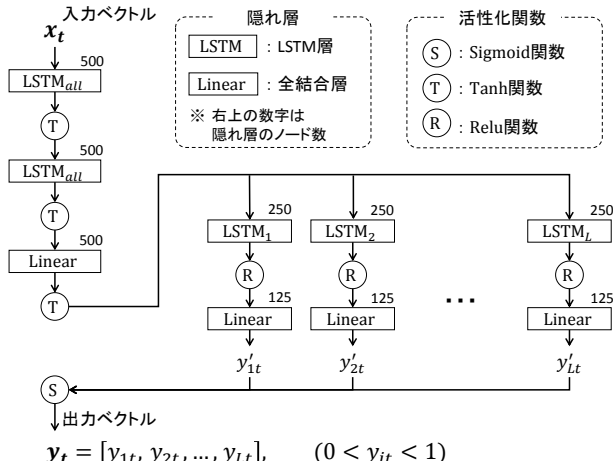 入力ベクトル
x_t
500
LSTM_all
T
500
LSTM_all
T
500
Linear
T
隠れ層
LSTM : LSTM層
Linear : 全結合層
※ 右上の数字は
隠れ層のノード数
活性化関数
S : Sigmoid関数
T : Tanh関数
R : Relu関数
250 250 250
LSTM_1 LSTM_2 LSTM_L
R R R
125 125 ... 125
Linear Linear Linear
y'_1t y'_2t y'_Lt
S
出力ベクトル
y_t = [y_1t, y_2t, ..., y_Lt], (0 < y_it < 1)